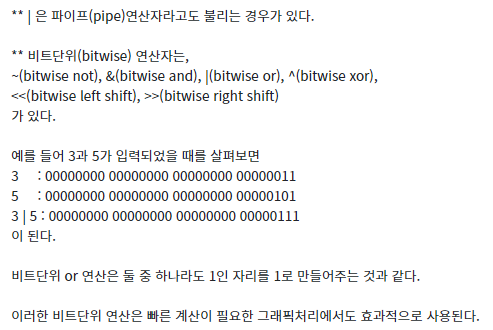 ** | 은 파이프(pipe)연산자라고도 불리는 경우가 있다.
** 비트단위(bitwise) 연산자는,
~(bitwise not), &(bitwise and), |(bitwise or), ^(bitwise xor),
<<(bitwise left shift), >>(bitwise right shift)
가 있다.
예를 들어 3과 5가 입력되었을 때를 살펴보면
3 : 00000000 00000000 00000000 00000011
5 : 00000000 00000000 00000000 00000101
3 | 5 : 00000000 00000000 00000000 00000111
이 된다.
비트단위 or 연산은 둘 중 하나라도 1인 자리를 1로 만들어주는 것과 같다.
이러한 비트단위 연산은 빠른 계산이 필요한 그래픽처리에서도 효과적으로 사용된다.